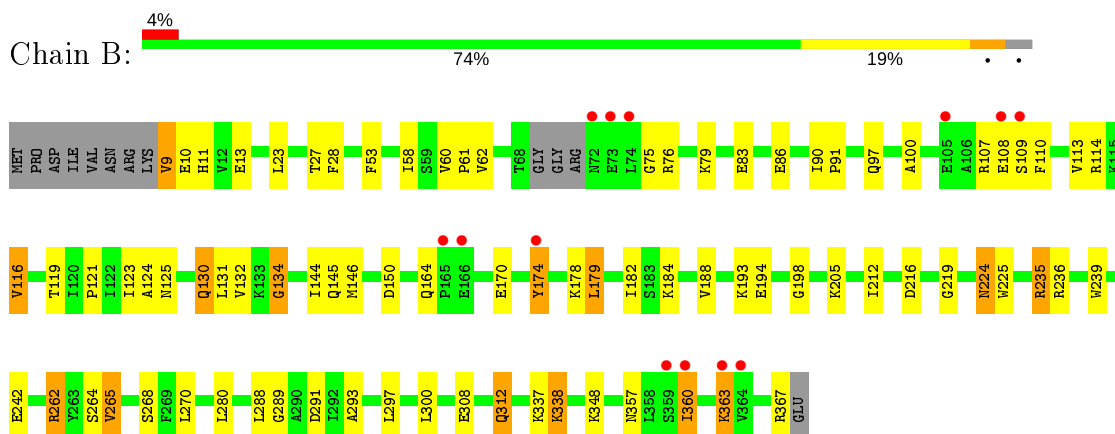 4%
Chain B:
74% 19% • •
MET PRO ASP ILE VAL ASN ARG LYS V9 E10 H11 V12 E13 L23 T27 F28 F53 I58 S59 V60 P61 V62 T68 GLY GLY ARG N72 E73 L74 G75 R76 K79 E83 E86 I90 P91 Q97 A100 E105 A106 R107 E108 S109 F110 V113 R114 K115
V116 T119 I120 P121 I122 I123 A124 N125 Q130 L131 V132 K133 G134 I144 Q145 M146 D150 Q164 P165 E166 E170 Y174 K178 L179 I182 S183 K184 V188 K193 E194 G198 K205 I212 D216 G219 N224 W225 R235 R236 W239
E242 R262 Y263 S264 V265 S268 F269 L270 L280 L288 G289 A290 D291 I292 A293 L297 L300 E308 Q312 K337 K338 K348 N357 L358 S359 I360 K363 V364 R367 GLU